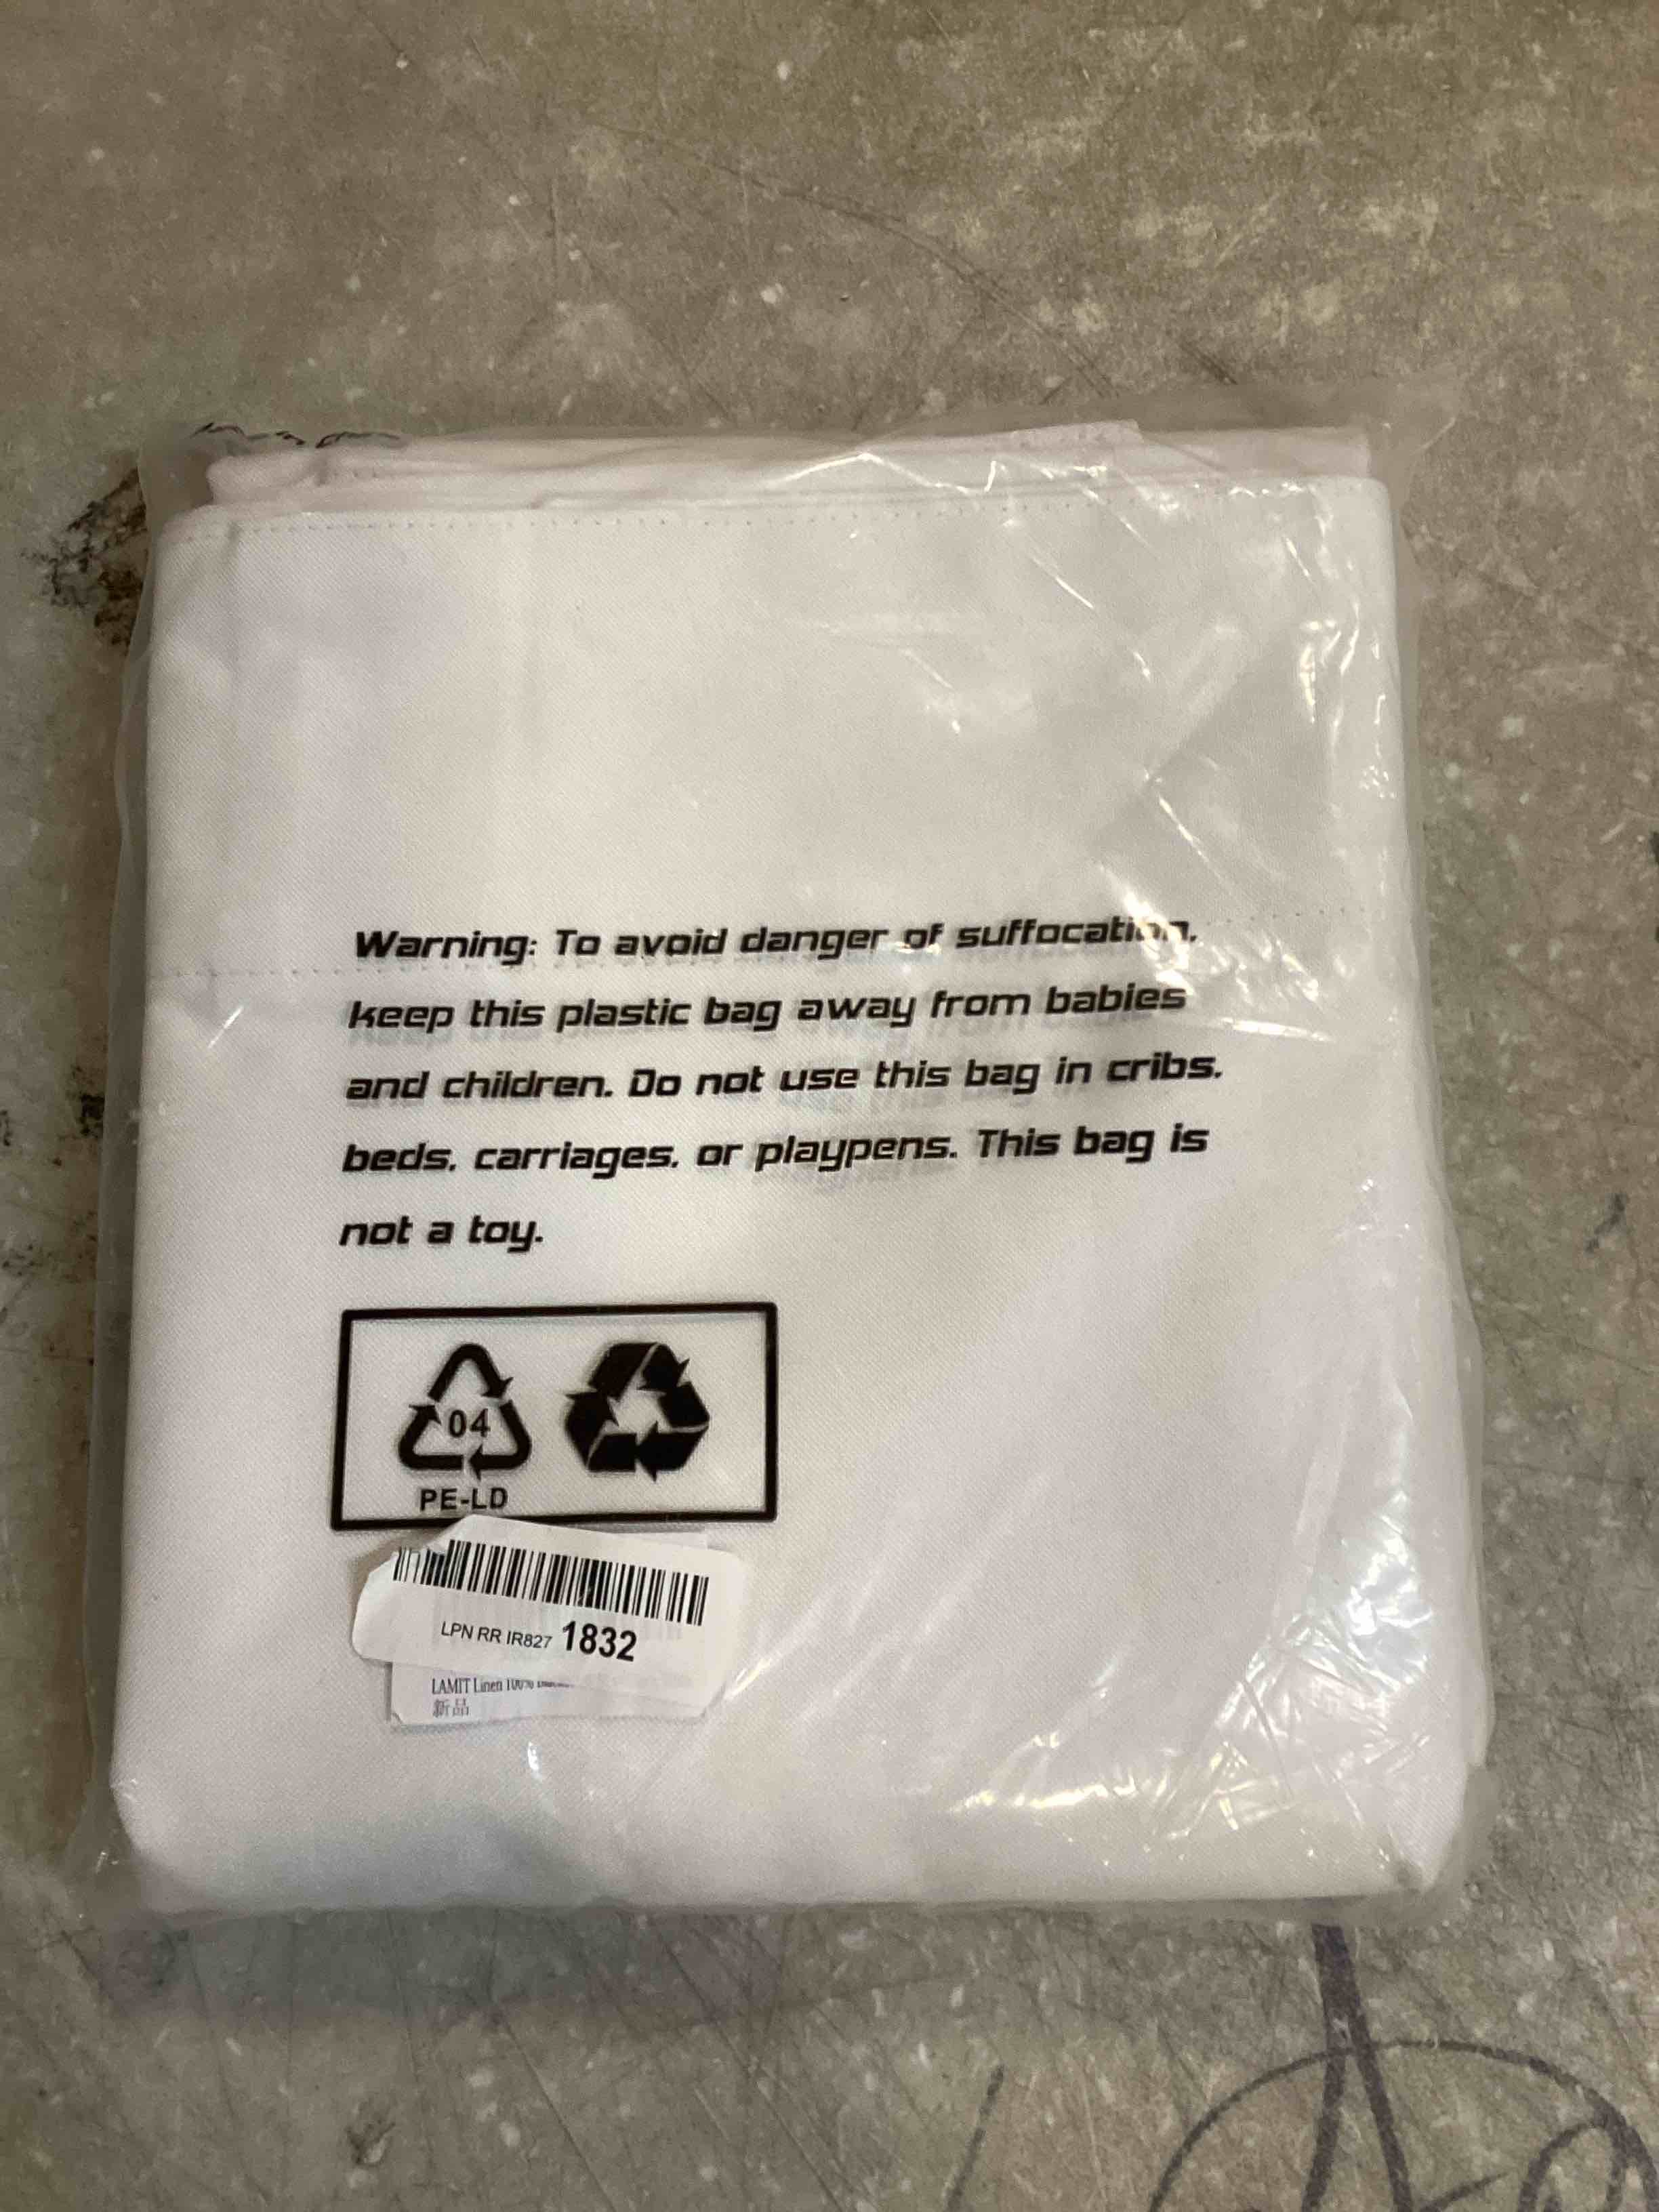 Warning: To avoid danger of suffocation,
keep this plastic bag away from babies
and children. Do not use this bag in cribs,
beds, carriages, or playpens. This bag is
not a toy.
04
PE-LD
LPN RR IR827 1832
LAMIT Linen 100%
新品